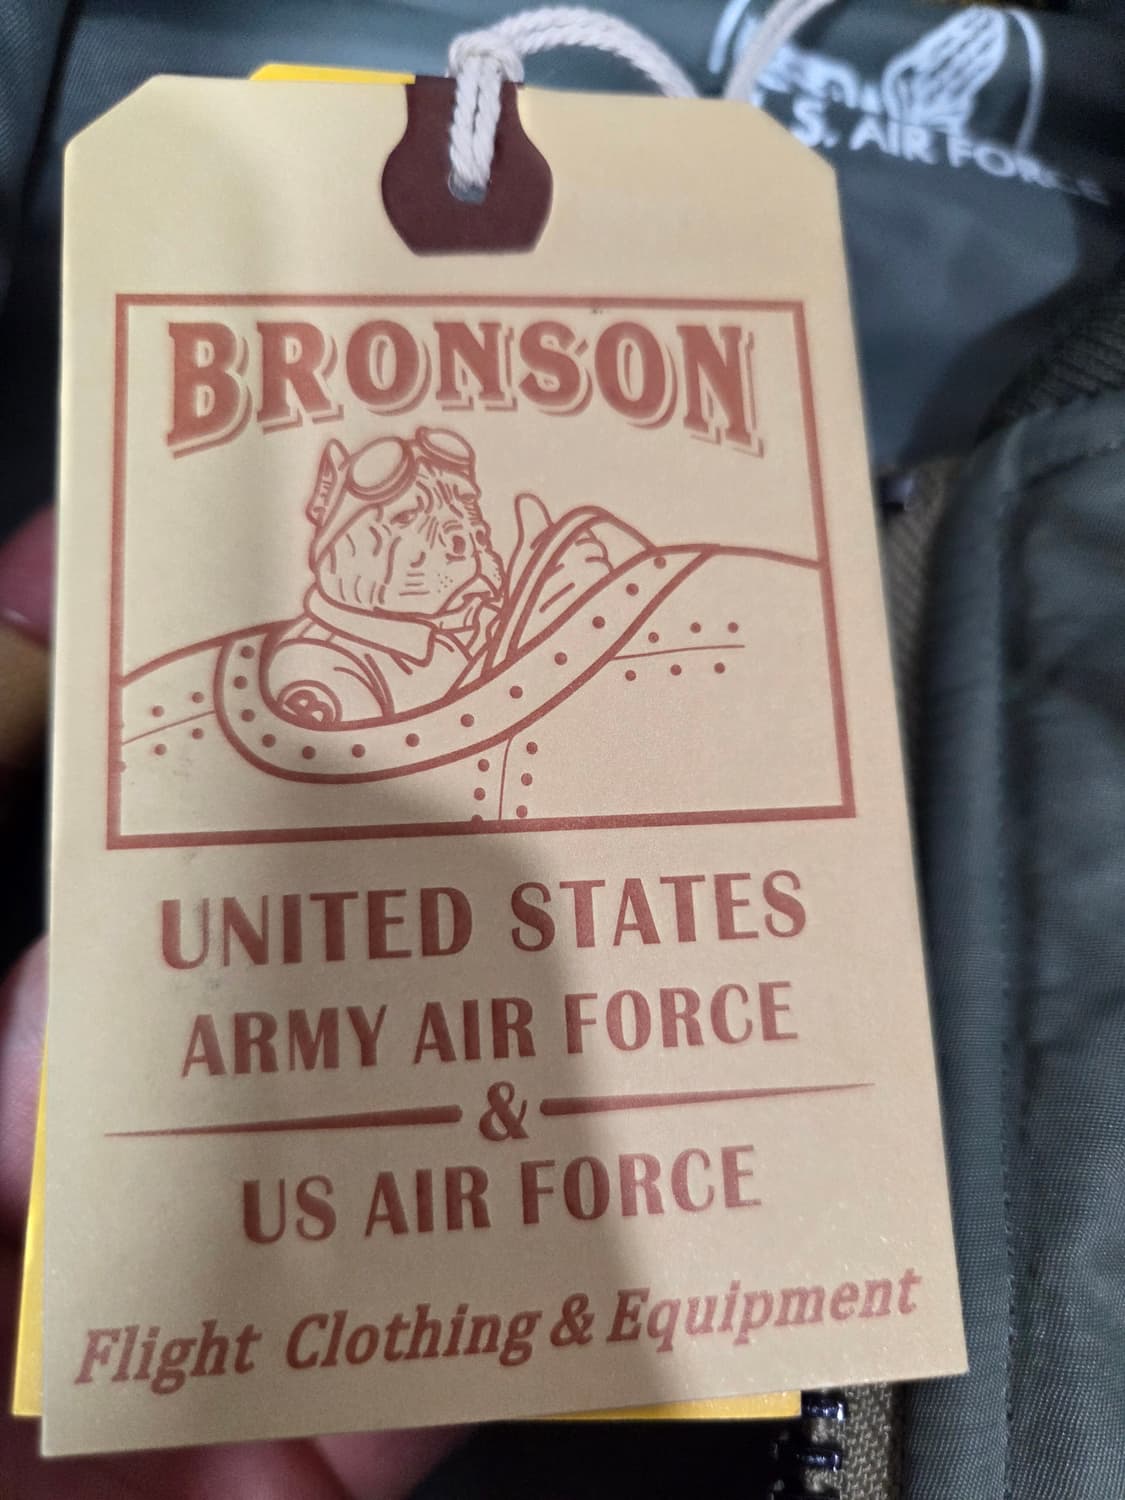 S. AIR FORCE
BRONSON
B
UNITED STATES
ARMY AIR FORCE
&
US AIR FORCE
Flight Clothing & Equipment